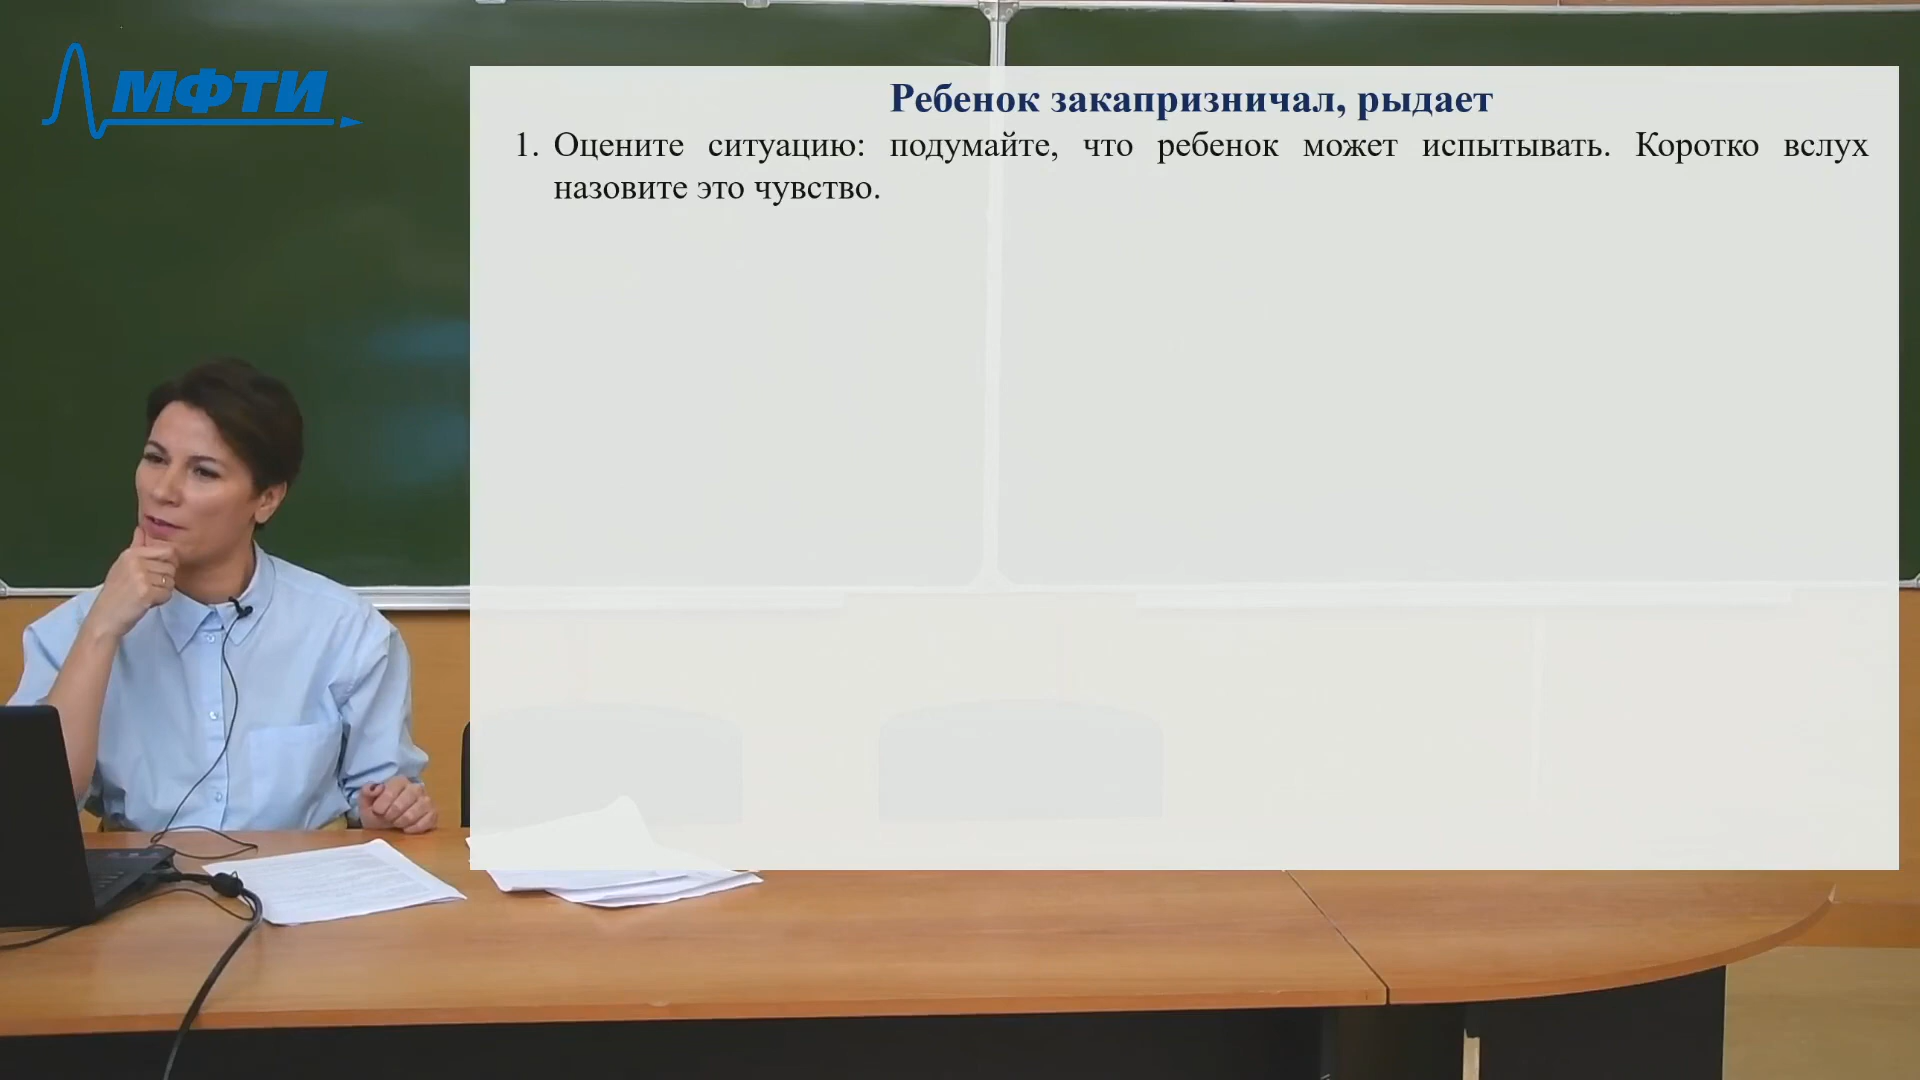 МФТИ
Ребенок закапризничал, рыдает
1. Оцените ситуацию: подумайте, что ребенок может испытывать. Коротко вслух
назовите это чувство.